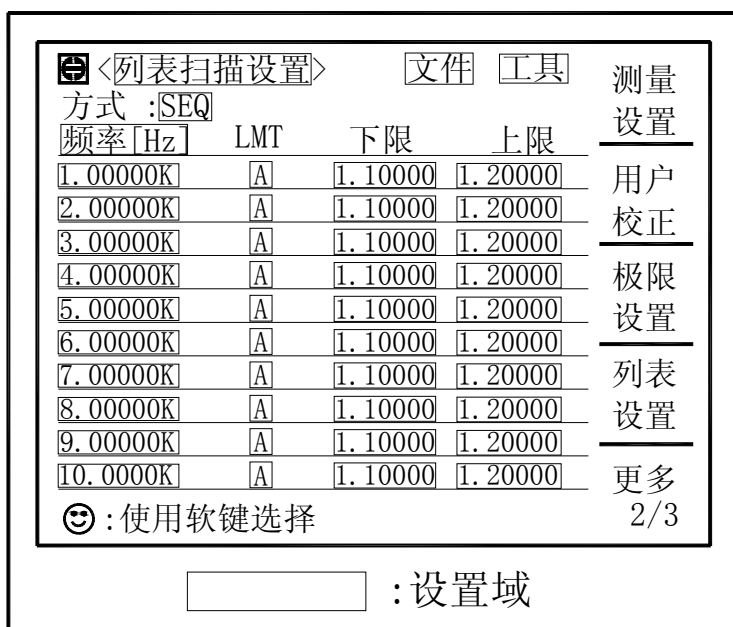 <列表扫描设置> 文件 工具
方式 :SEQ
频率[Hz] LMT 下限 上限
1.00000K A 1.10000 1.20000
2.00000K A 1.10000 1.20000
3.00000K A 1.10000 1.20000
4.00000K A 1.10000 1.20000
5.00000K A 1.10000 1.20000
6.00000K A 1.10000 1.20000
7.00000K A 1.10000 1.20000
8.00000K A 1.10000 1.20000
9.00000K A 1.10000 1.20000
10.0000K A 1.10000 1.20000
:使用软键选择
测量
设置
用户
校正
极限
设置
列表
设置
更多
2/3
:设置域